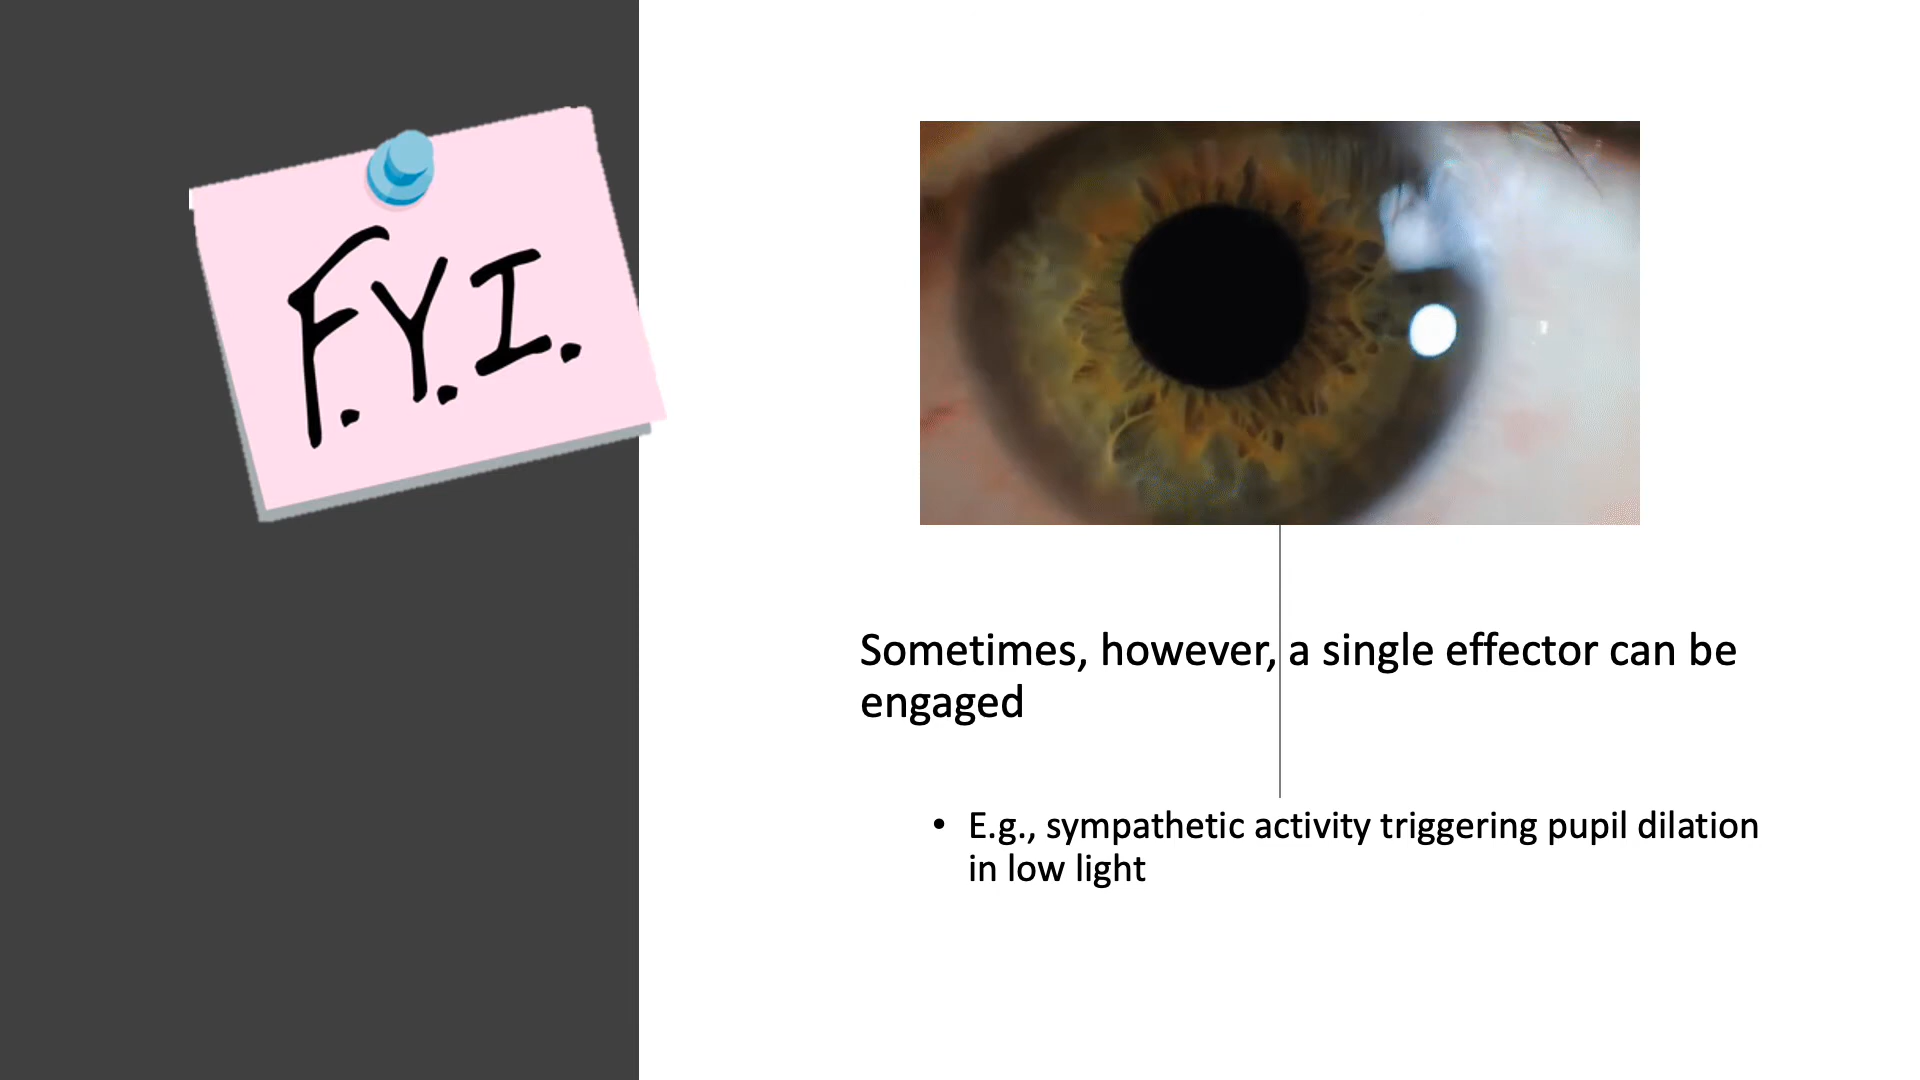 F.Y.I.
Sometimes, however, a single effector can be
engaged
• E.g., sympathetic activity triggering pupil dilation
in low light